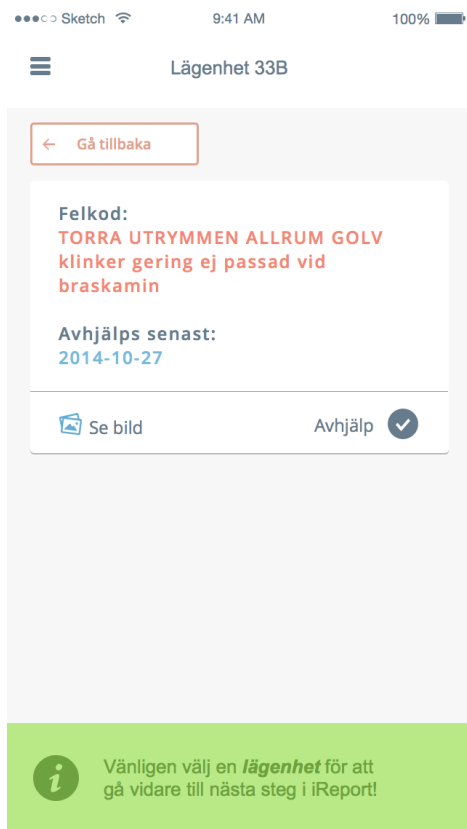 Sketch 9:41 AM 100%
Lägenhet 33B
Gå tillbaka
Felkod:
TORRA UTRYMMEN ALLRUM GOLV
klinker gering ej passad vid
braskamin
Avhjälps senast:
2014-10-27
Se bild Avhjälp
Vänligen välj en lägenhet för att
gå vidare till nästa steg i iReport!